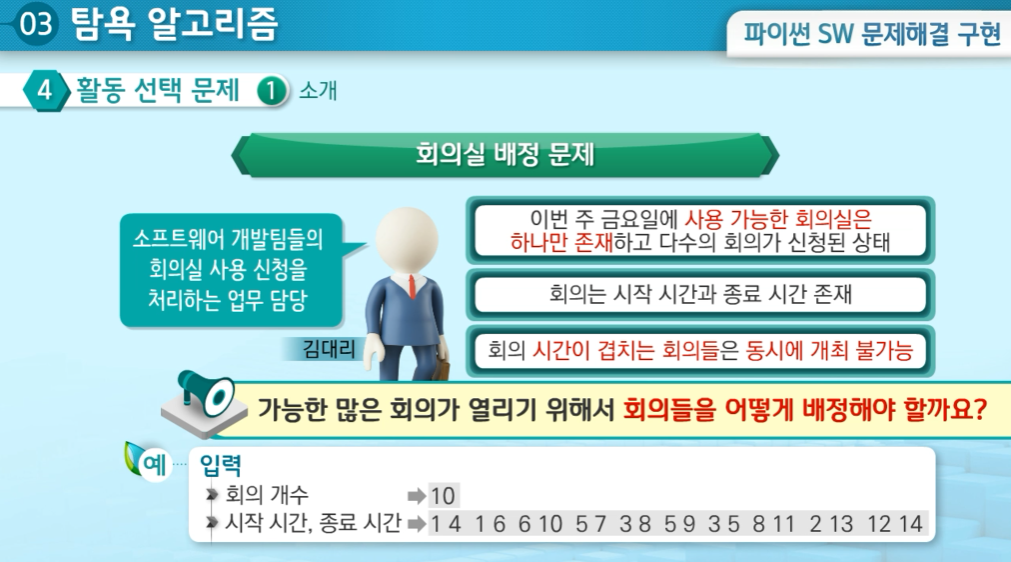 03 탐욕 알고리즘
파이썬 SW 문제해결 구현
4 활동 선택 문제 1 소개
회의실 배정 문제
소프트웨어 개발팀들의
회의실 사용 신청을
처리하는 업무 담당
김대리
이번 주 금요일에 사용 가능한 회의실은
하나만 존재하고 다수의 회의가 신청된 상태
회의는 시작 시간과 종료 시간 존재
회의 시간이 겹치는 회의들은 동시에 개최 불가능
가능한 많은 회의가 열리기 위해서 회의들을 어떻게 배정해야 할까요?
예 입력
회의 개수 10
시작 시간, 종료 시간 1 4 1 6 6 10 5 7 3 8 5 9 3 5 8 11 2 13 12 14